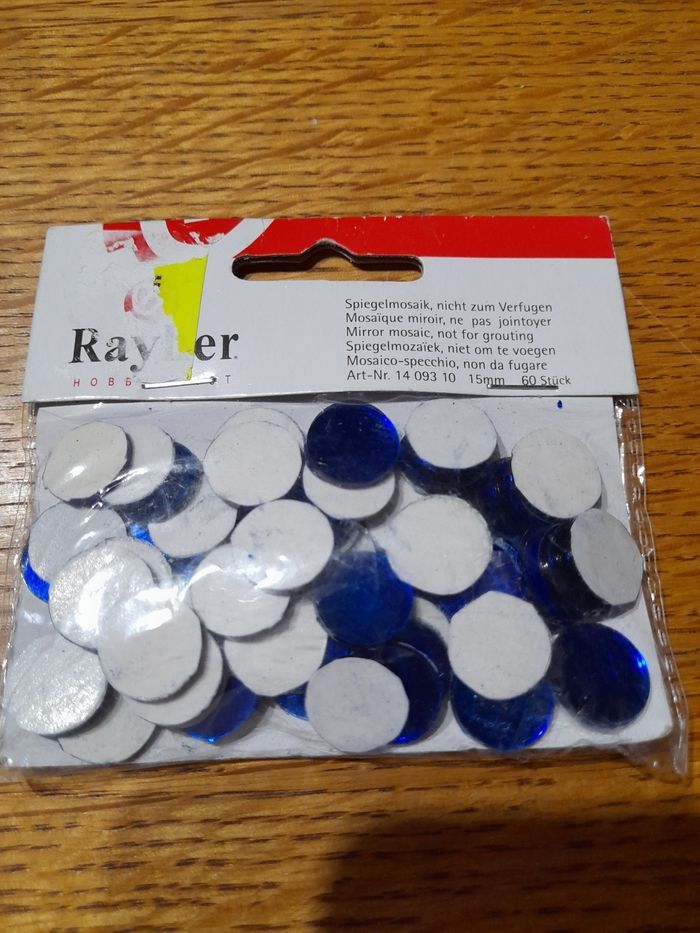 Spiegelmosaik, nicht zum Verfugen
Mosaïque miroir, ne pas jointoyer
Mirror mosaic, not for grouting
Spiegelmozaïek, niet om te voegen
Mosaico-specchio, non da fugare
Art-Nr. 14 093 10 15mm 60 Stück